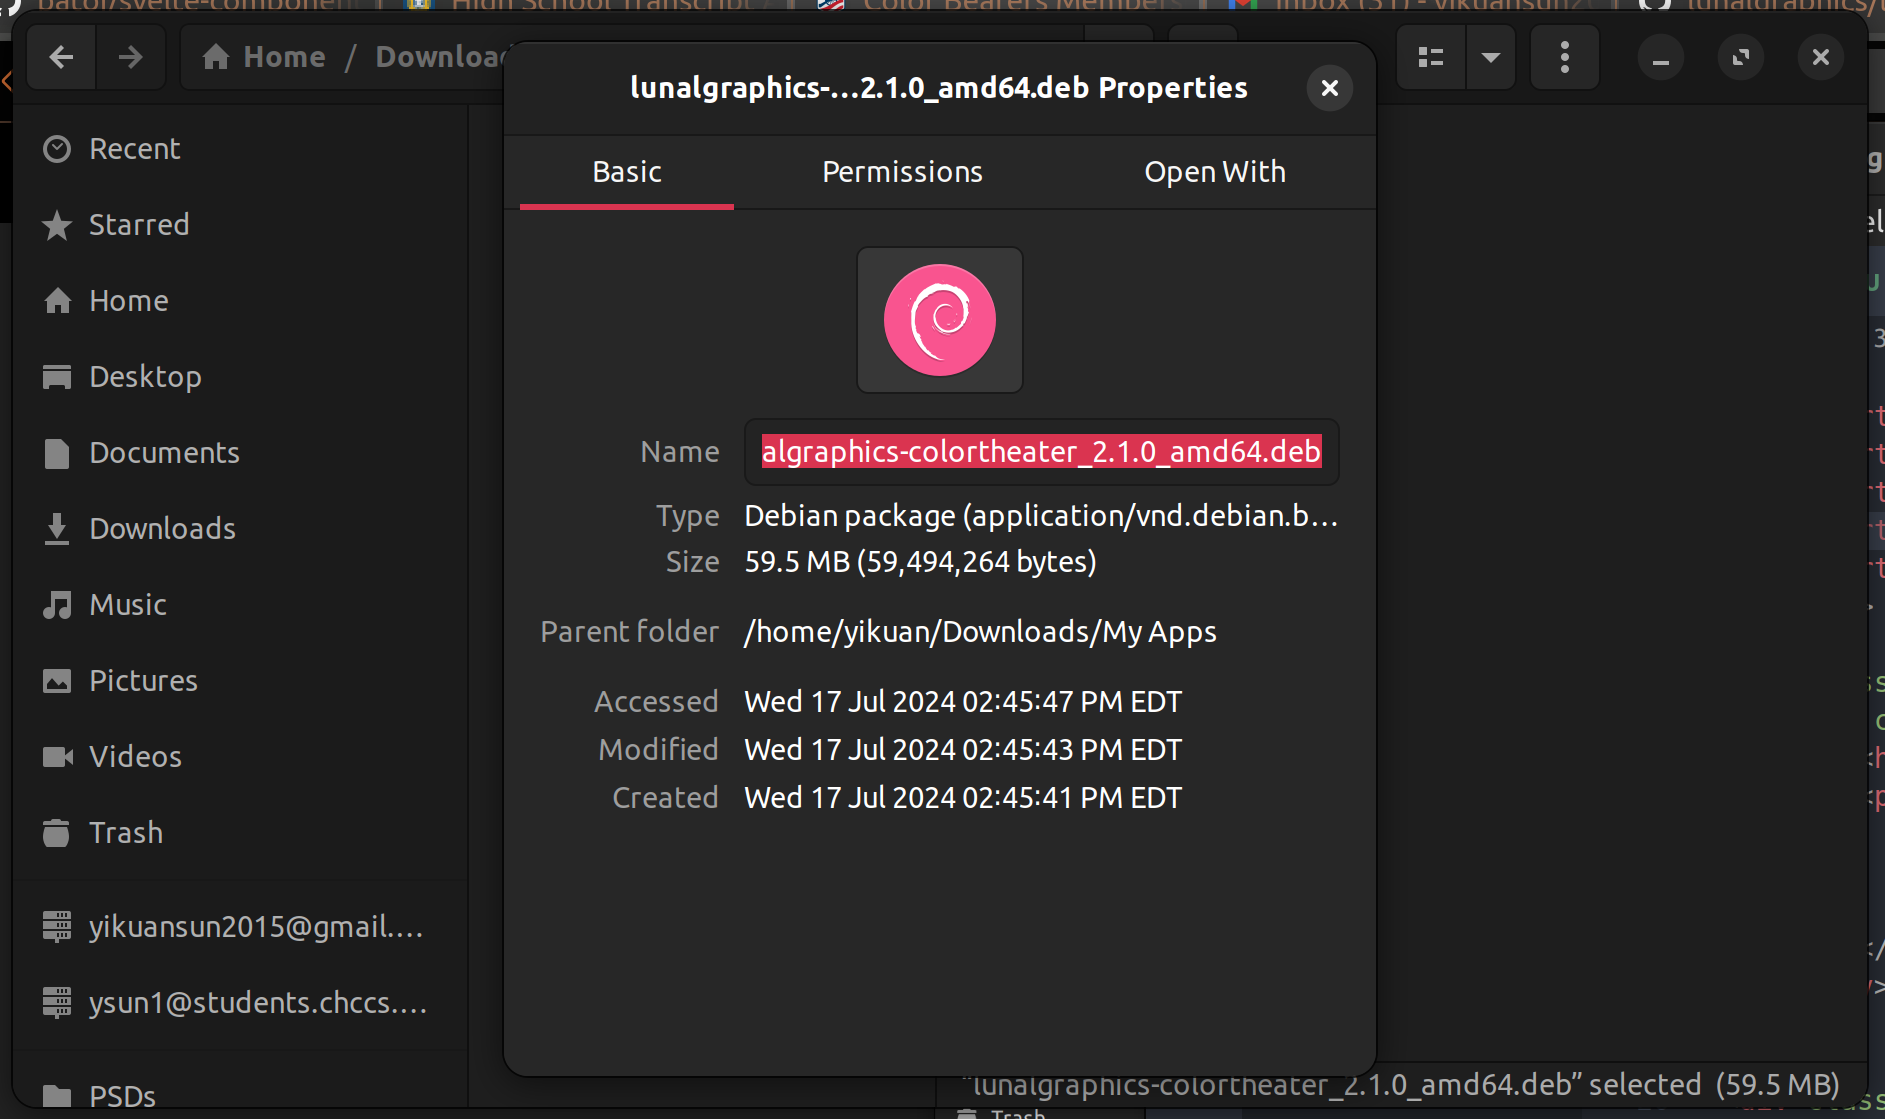 Home / Downloa
lunalgraphics-...2.1.0_amd64.deb Properties
Basic
Permissions
Open With
Recent
Starred
Home
Desktop
Documents
Downloads
Music
Pictures
Videos
Trash
yikuansun2015@gmail....
ysun1@students.chccs....
PSDs
Name algraphics-colortheater_2.1.0_amd64.deb
Type Debian package (application/vnd.debian.b...
Size 59.5 MB (59,494,264 bytes)
Parent folder /home/yikuan/Downloads/My Apps
Accessed Wed 17 Jul 2024 02:45:47 PM EDT
Modified Wed 17 Jul 2024 02:45:43 PM EDT
Created Wed 17 Jul 2024 02:45:41 PM EDT
"lunalgraphics-colortheater_2.1.0_amd64.deb" selected (59.5 MB)
Trash